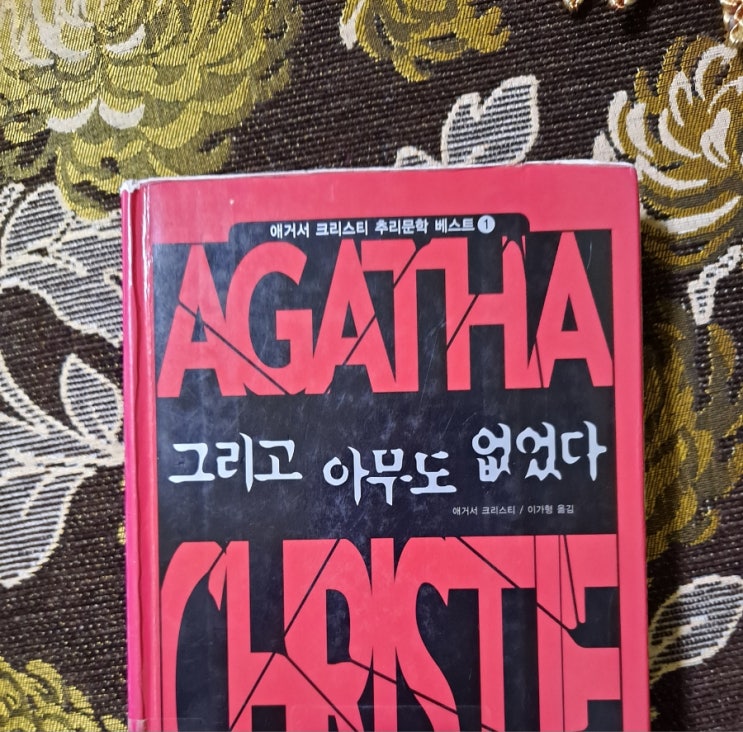 애거서 크리스티 추리문학 베스트 1
AGATHA
그리고 아무도 없었다
애거서 크리스티 / 이가형 옮김
CHRISTIE